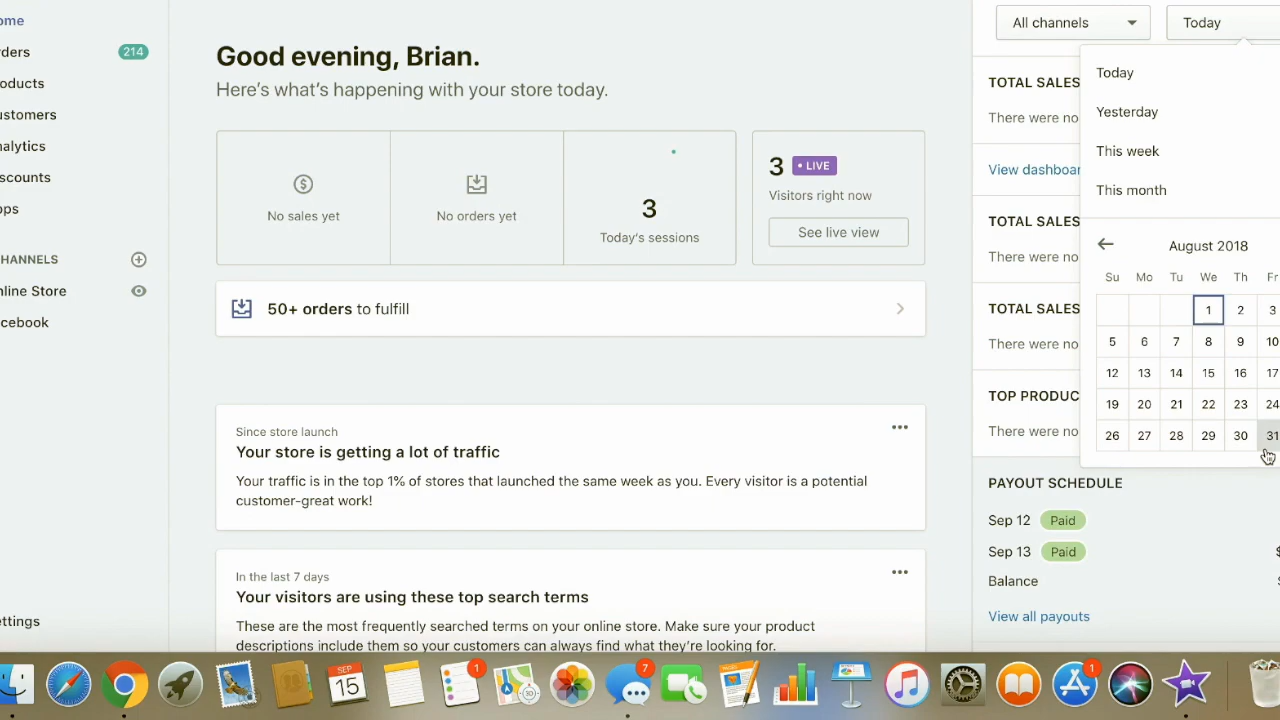 ome
rders 214
oducts
ustomers
alytics
scounts
ops
HANNELS
nline Store
cebook
ettings
Good evening, Brian.
Here's what's happening with your store today.
No sales yet
No orders yet
3
Today's sessions
3 • LIVE
Visitors right now
See live view
50+ orders to fulfill
Since store launch
Your store is getting a lot of traffic
Your traffic is in the top 1% of stores that launched the same week as you. Every visitor is a potential
customer-great work!
In the last 7 days
Your visitors are using these top search terms
These are the most frequently searched terms on your online store. Make sure your product
descriptions include them so your customers can always find what they're looking for.
All channels
Today
TOTAL SALES
There were no
View dashboar
TOTAL SALES
There were no
TOTAL SALES
There were no
TOP PRODUC
There were no
Today
Yesterday
This week
This month
August 2018
Su Mo Tu We Th Fr
1 2 3
5 6 7 8 9 10
12 13 14 15 16 17
19 20 21 22 23 24
26 27 28 29 30 31
PAYOUT SCHEDULE
Sep 12 Paid
Sep 13 Paid $
Balance $
View all payouts
SEP
15
1
3D
7
1